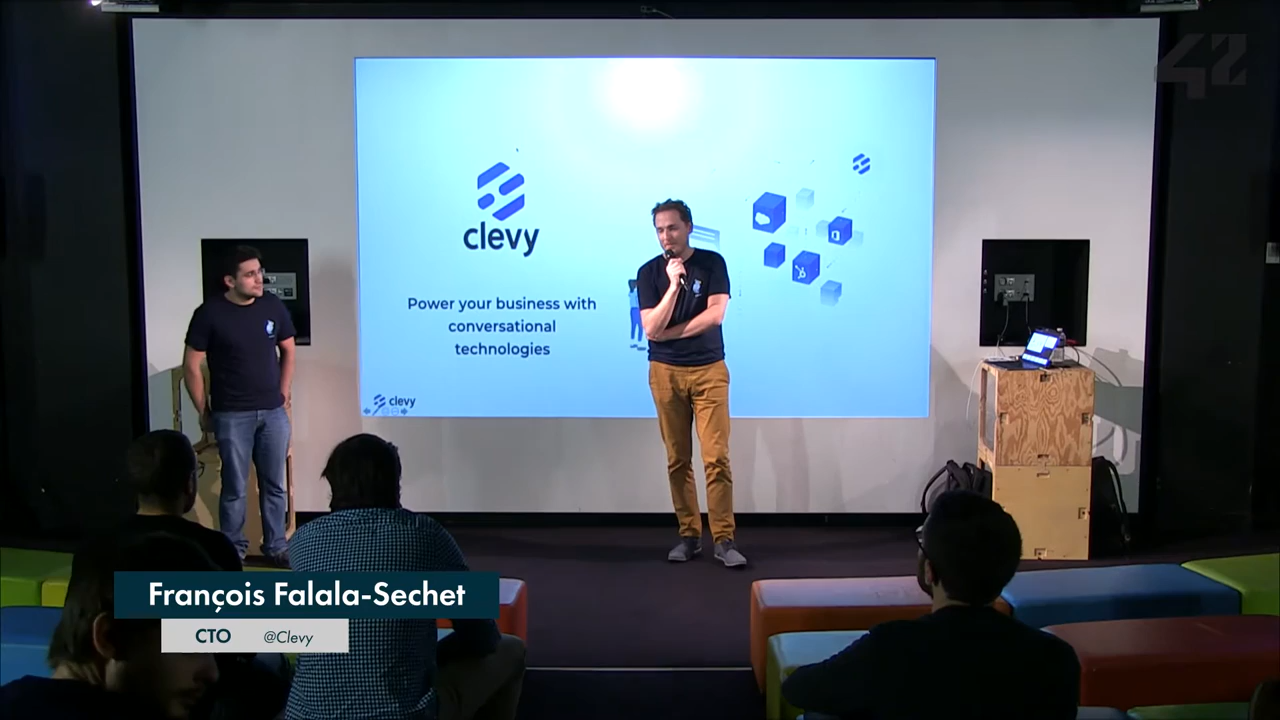 42
clevy
Power your business with
conversational
technologies
clevy
François Falala-Sechet
CTO @Clevy